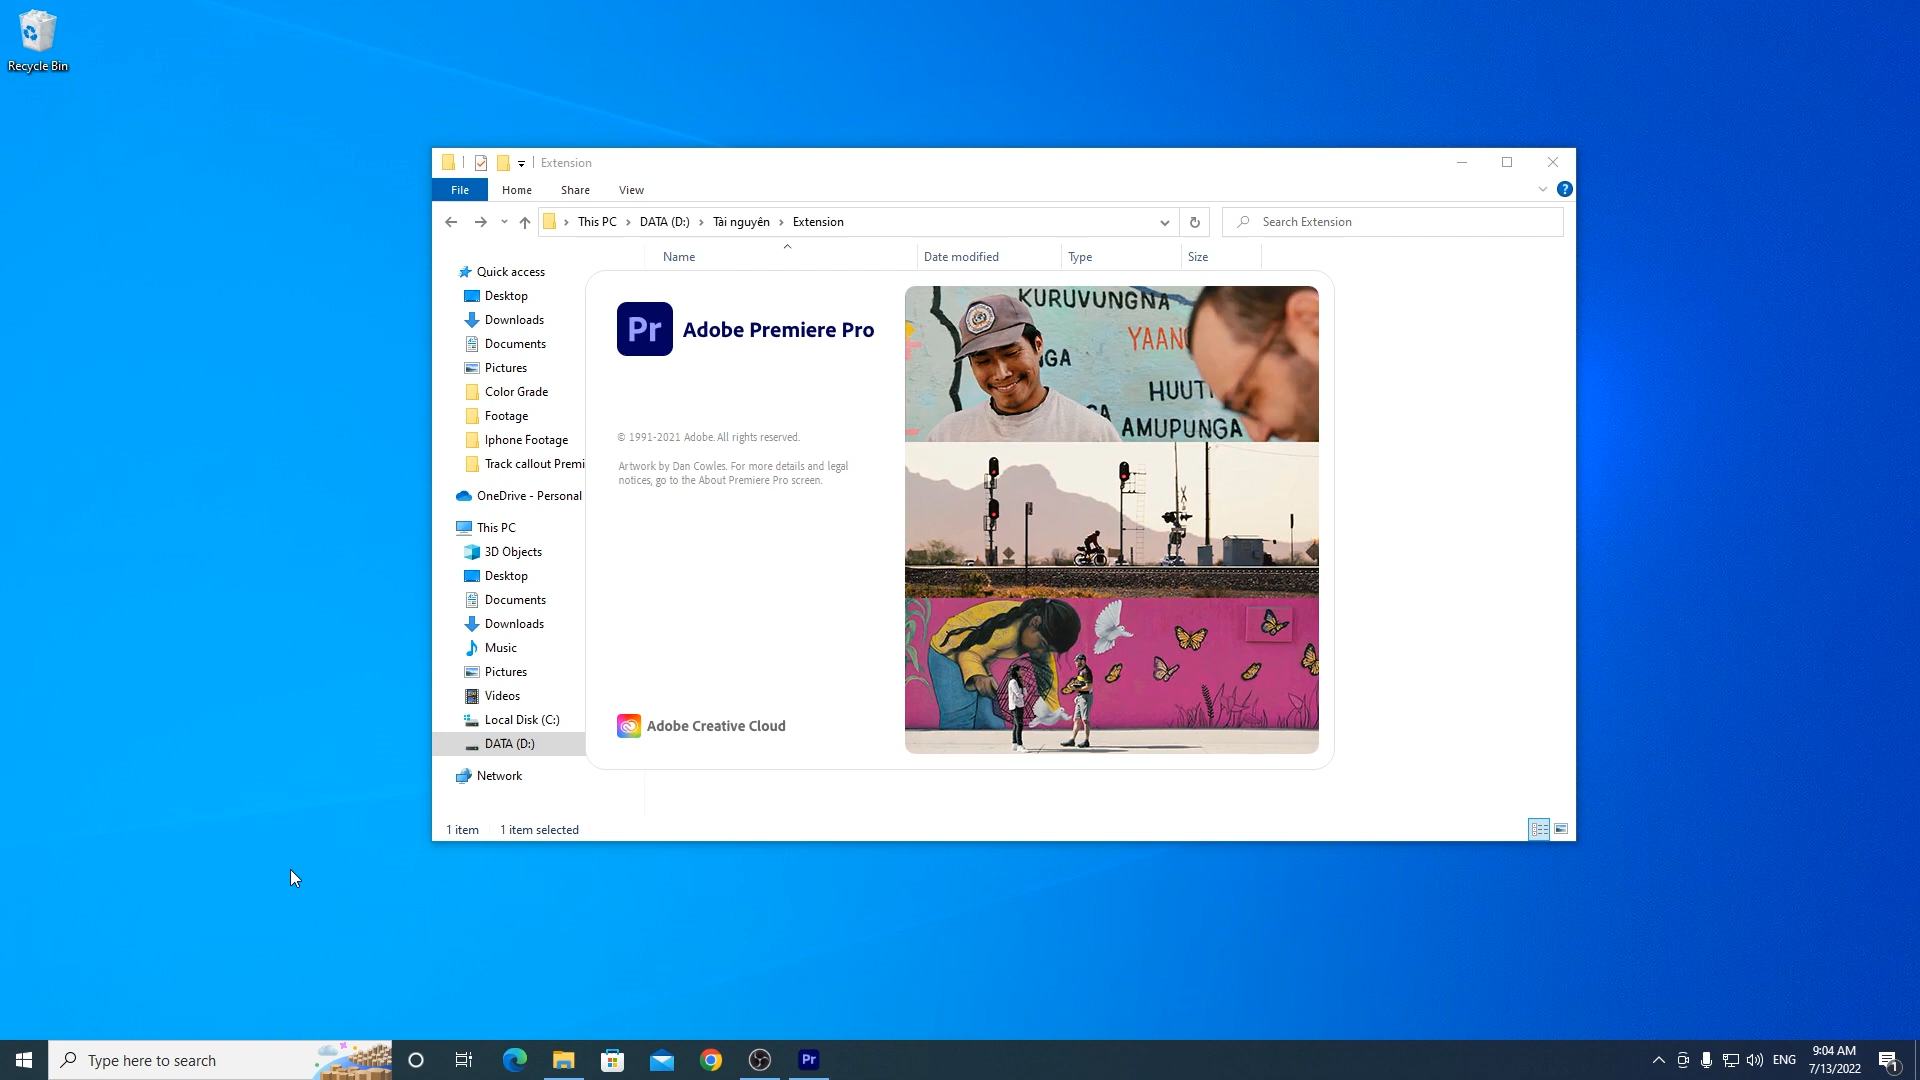 Recycle Bin
Extension
File
Home
Share
View
This PC
DATA (D:)
Tài nguyên
Extension
Search Extension
Name
Date modified
Type
Size
Quick access
Desktop
Downloads
Documents
Pictures
Color Grade
Footage
Iphone Footage
Track callout Premi
OneDrive - Personal
This PC
3D Objects
Desktop
Documents
Downloads
Music
Pictures
Videos
Local Disk (C:)
DATA (D:)
Network
Pr
Adobe Premiere Pro
© 1991-2021 Adobe. All rights reserved.
Artwork by Dan Cowles. For more details and legal
notices, go to the About Premiere Pro screen.
Adobe Creative Cloud
KURUVUNGNA
YAANG
NGA
HUUT
AMUPUNGA
1 item
1 item selected
Type here to search
Pr
ENG
9:04 AM
7/13/2022
1